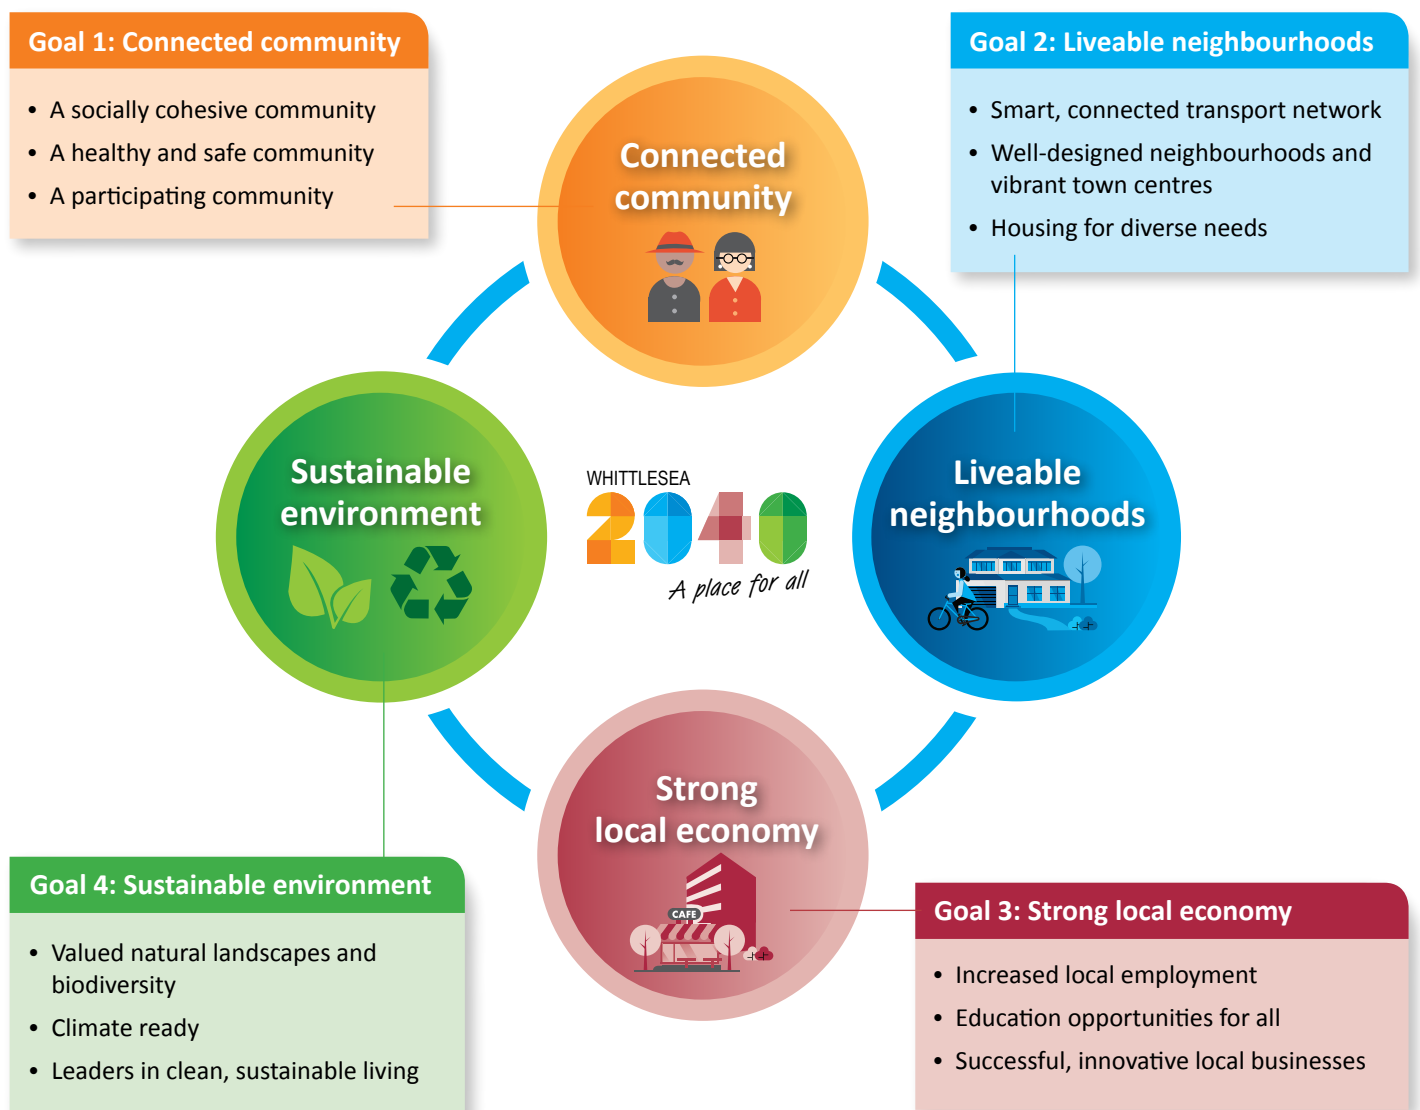 Goal 1: Connected community
• A socially cohesive community
• A healthy and safe community
• A participating community
Goal 2: Liveable neighbourhoods
• Smart, connected transport network
• Well-designed neighbourhoods and
vibrant town centres
• Housing for diverse needs
Connected
community
Sustainable
environment
WHITTLESEA
2040
A place for all
Liveable
neighbourhoods
Strong
local economy
CAFE
Goal 4: Sustainable environment
• Valued natural landscapes and
biodiversity
• Climate ready
• Leaders in clean, sustainable living
Goal 3: Strong local economy
• Increased local employment
• Education opportunities for all
• Successful, innovative local businesses